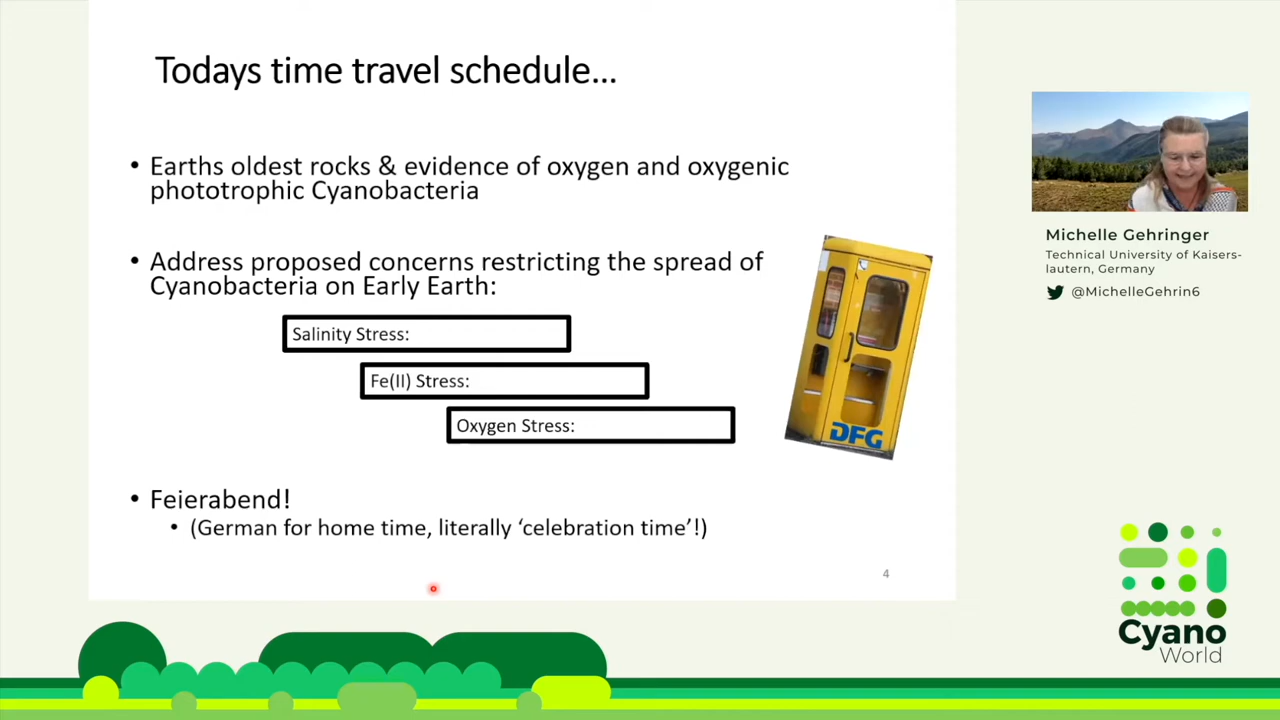 Todays time travel schedule...
• Earths oldest rocks & evidence of oxygen and oxygenic
phototrophic Cyanobacteria
• Address proposed concerns restricting the spread of
Cyanobacteria on Early Earth:
Salinity Stress:
Fe(II) Stress:
Oxygen Stress:
DFG
• Feierabend!
• (German for home time, literally ‘celebration time’!)
4
Michelle Gehringer
Technical University of Kaisers-
lautern, Germany
@MichelleGehrin6
Cyano
World